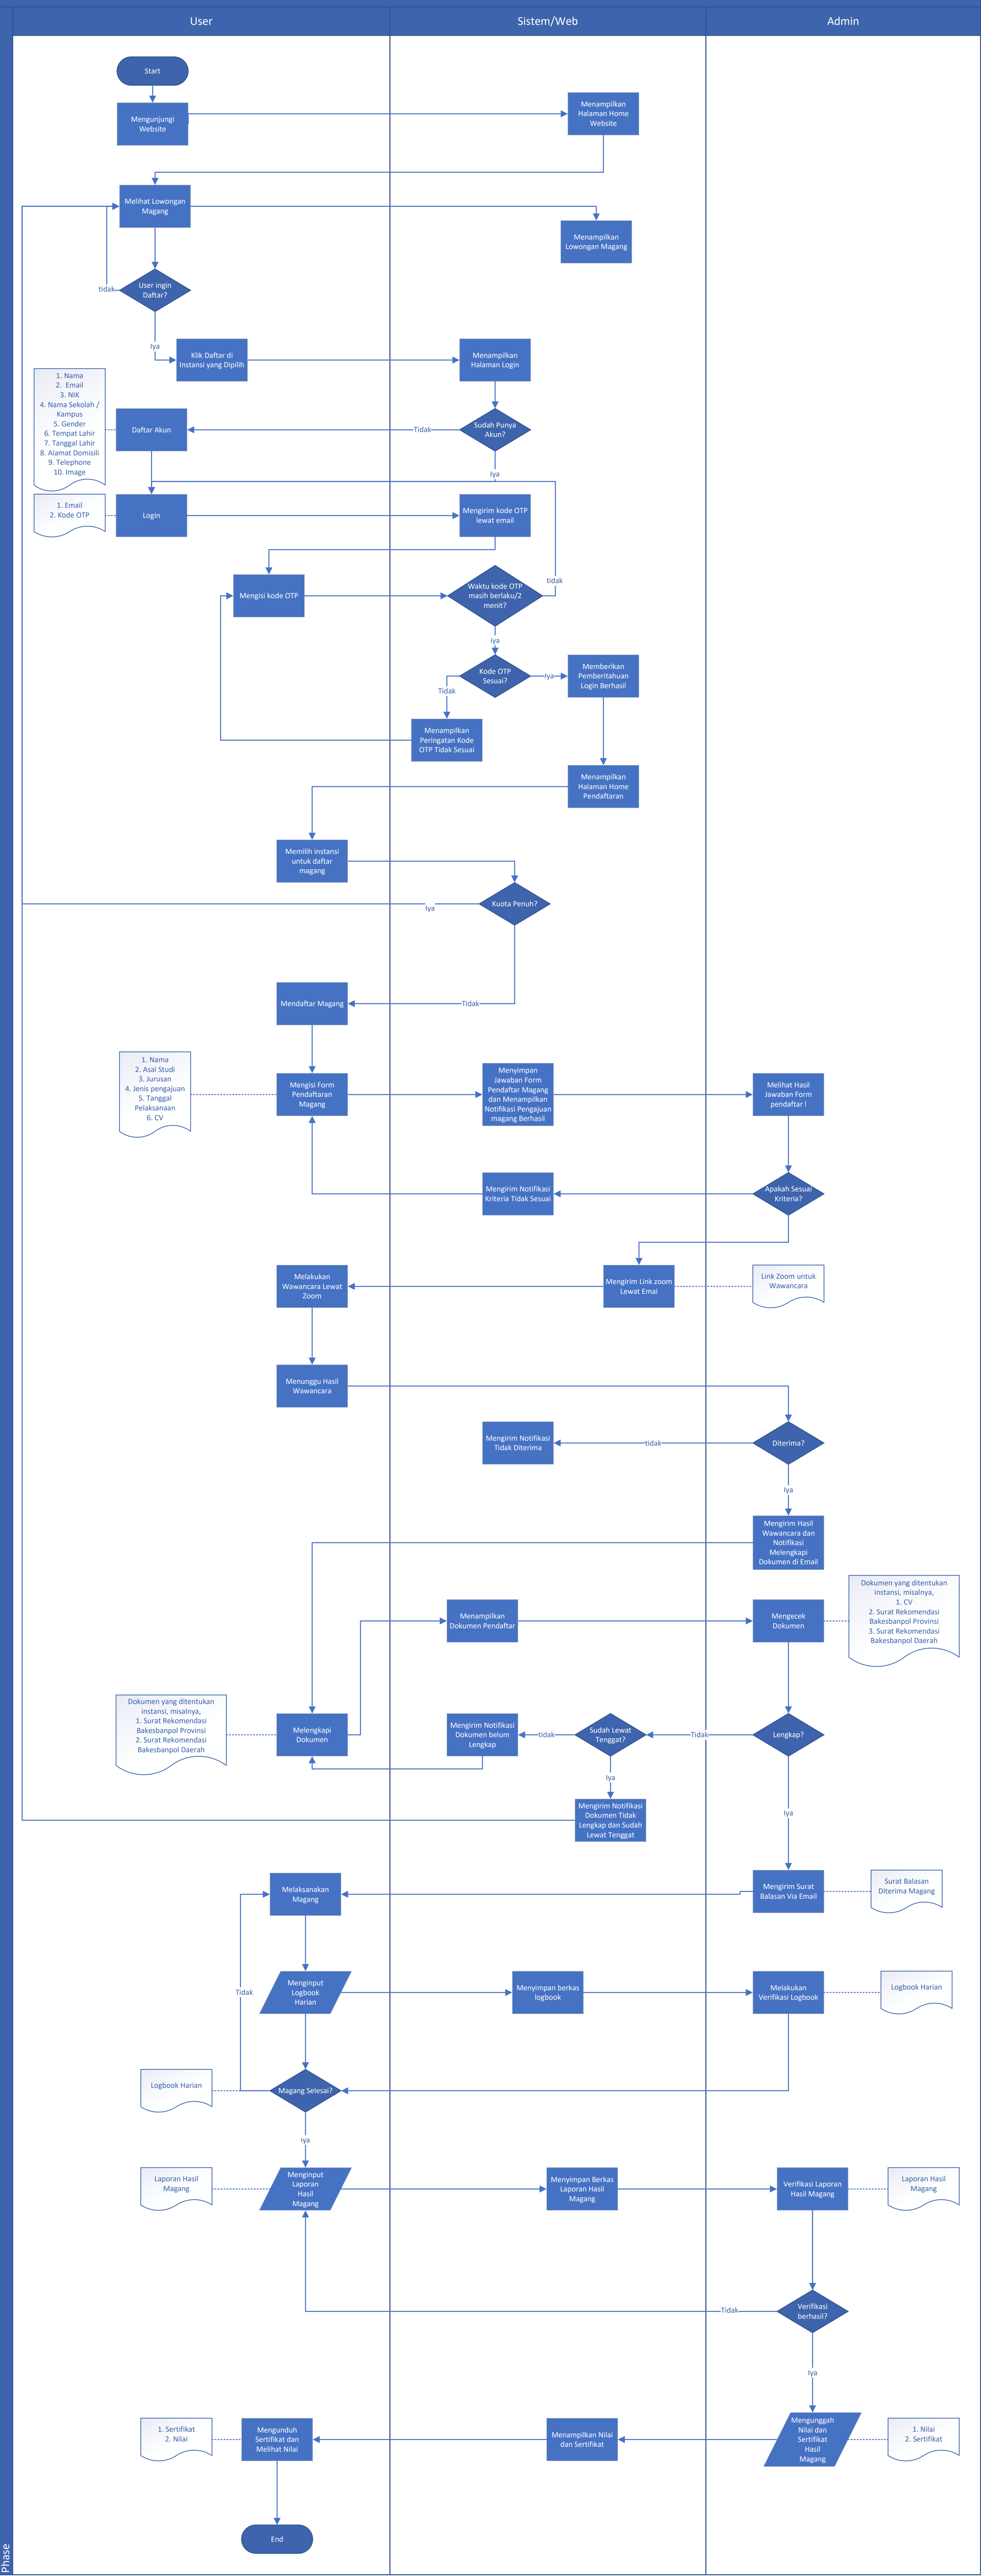 User
Sistem/Web
Admin
Start
Mengunjungi
Website
Menampilkan
Halaman Home
Website
Melihat Lowongan
Magang
Menampilkan
Lowongan Magang
User ingin
Daftar?
tidak
Iya
Klik Daftar di
Instansi yang Dipilih
Menampilkan
Halaman Login
1. Nama
2. Email
3. NIK
4. Nama Sekolah /
Kampus
5. Gender
6. Tempat Lahir
7. Tanggal Lahir
8. Alamat Domisili
9. Telephone
10. Image
Daftar Akun
Tidak
Sudah Punya
Akun?
Iya
1. Email
2. Kode OTP
Login
Mengirim kode OTP
lewat email
Mengisi kode OTP
Waktu kode OTP
masih berlaku/2
menit?
tidak
iya
Kode OTP
Sesuai?
iya
Memberikan
Pemberitahuan
Login Berhasil
Tidak
Menampilkan
Peringatan Kode
OTP Tidak Sesuai
Menampilkan
Halaman Home
Pendaftaran
Memilih instansi
untuk daftar
magang
Kuota Penuh?
Iya
Mendaftar Magang
Tidak
1. Nama
2. Asal Studi
3. Jurusan
4. Jenis pengajuan
5. Tanggal
Pelaksanaan
6. CV
Mengisi Form
Pendaftaran
Magang
Menyimpan
Jawaban Form
Pendaftar Magang
dan Menampilkan
Notifikasi Pengajuan
magang Berhasil
Melihat Hasil
Jawaban Form
pendaftar l
Mengirim Notifikasi
Kriteria Tidak Sesuai
Apakah Sesuai
Kriteria?
Melakukan
Wawancara Lewat
Zoom
Mengirim Link zoom
Lewat Emai
Link Zoom untuk
Wawancara
Menunggu Hasil
Wawancara
Mengirim Notifikasi
Tidak Diterima
tidak
Diterima?
Iya
Mengirim Hasil
Wawancara dan
Notifikasi
Melengkapi
Dokumen di Email
Menampilkan
Dokumen Pendaftar
Mengecek
Dokumen
Dokumen yang ditentukan
instansi, misalnya,
1. CV
2. Surat Rekomendasi
Bakesbanpol Provinsi
3. Surat Rekomendasi
Bakesbanpol Daerah
Dokumen yang ditentukan
instansi, misalnya,
1. Surat Rekomendasi
Bakesbanpol Provinsi
2. Surat Rekomendasi
Bakesbanpol Daerah
Melengkapi
Dokumen
Mengirim Notifikasi
Dokumen belum
Lengkap
tidak
Sudah Lewat
Tenggat?
Tidak
Lengkap?
Iya
Mengirim Notifikasi
Dokumen Tidak
Lengkap dan Sudah
Lewat Tenggat
Iya
Melaksanakan
Magang
Mengirim Surat
Balasan Via Email
Surat Balasan
Diterima Magang
Tidak
Menginput
Logbook
Harian
Menyimpan berkas
logbook
Melakukan
Verifikasi Logbook
Logbook Harian
Logbook Harian
Magang Selesai?
iya
Laporan Hasil
Magang
Menginput
Laporan
Hasil
Magang
Menyimpan Berkas
Laporan Hasil
Magang
Verifikasi Laporan
Hasil Magang
Laporan Hasil
Magang
Tidak
Verifikasi
berhasil?
Iya
1. Sertifikat
2. Nilai
Mengunduh
Sertifikat dan
Melihat Nilai
Menampilkan Nilai
dan Sertifikat
Mengunggah
Nilai dan
Sertifikat
Hasil
Magang
1. Nilai
2. Sertifikat
End
Phase